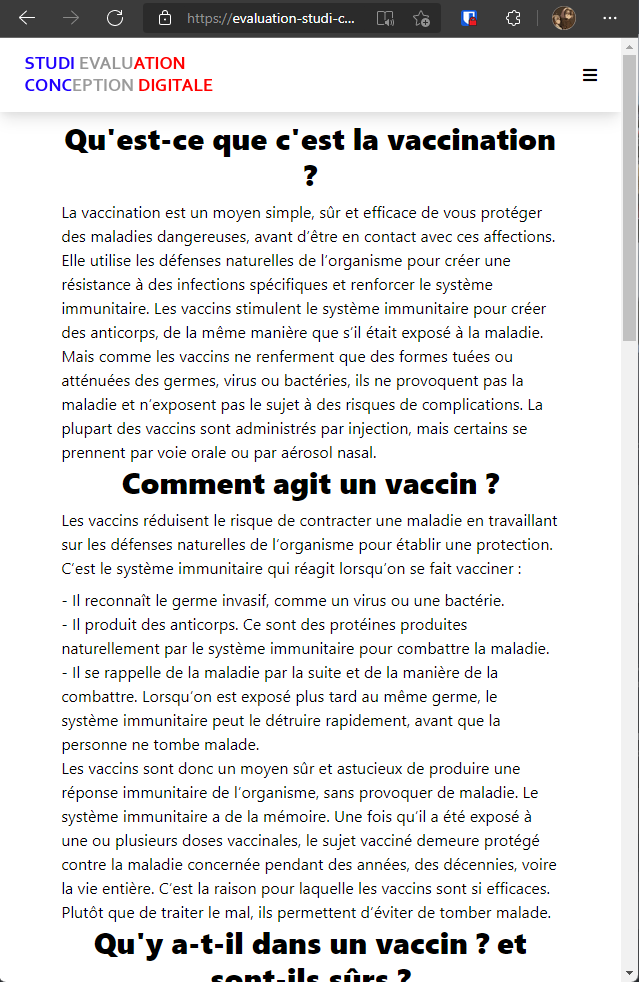 https://evaluation-studi-c...
STUDI EVALUATION
CONCEPTION DIGITALE
Qu'est-ce que c'est la vaccination
?
La vaccination est un moyen simple, sûr et efficace de vous protéger
des maladies dangereuses, avant d’être en contact avec ces affections.
Elle utilise les défenses naturelles de l’organisme pour créer une
résistance à des infections spécifiques et renforcer le système
immunitaire. Les vaccins stimulent le système immunitaire pour créer
des anticorps, de la même manière que s’il était exposé à la maladie.
Mais comme les vaccins ne renferment que des formes tuées ou
atténuées des germes, virus ou bactéries, ils ne provoquent pas la
maladie et n’exposent pas le sujet à des risques de complications. La
plupart des vaccins sont administrés par injection, mais certains se
prennent par voie orale ou par aérosol nasal.
Comment agit un vaccin ?
Les vaccins réduisent le risque de contracter une maladie en travaillant
sur les défenses naturelles de l’organisme pour établir une protection.
C’est le système immunitaire qui réagit lorsqu’on se fait vacciner :
- Il reconnaît le germe invasif, comme un virus ou une bactérie.
- Il produit des anticorps. Ce sont des protéines produites
naturellement par le système immunitaire pour combattre la maladie.
- Il se rappelle de la maladie par la suite et de la manière de la
combattre. Lorsqu’on est exposé plus tard au même germe, le
système immunitaire peut le détruire rapidement, avant que la
personne ne tombe malade.
Les vaccins sont donc un moyen sûr et astucieux de produire une
réponse immunitaire de l’organisme, sans provoquer de maladie. Le
système immunitaire a de la mémoire. Une fois qu’il a été exposé à
une ou plusieurs doses vaccinales, le sujet vacciné demeure protégé
contre la maladie concernée pendant des années, des décennies, voire
la vie entière. C’est la raison pour laquelle les vaccins sont si efficaces.
Plutôt que de traiter le mal, ils permettent d’éviter de tomber malade.
Qu'y a-t-il dans un vaccin ? et
sont-ils sûrs ?